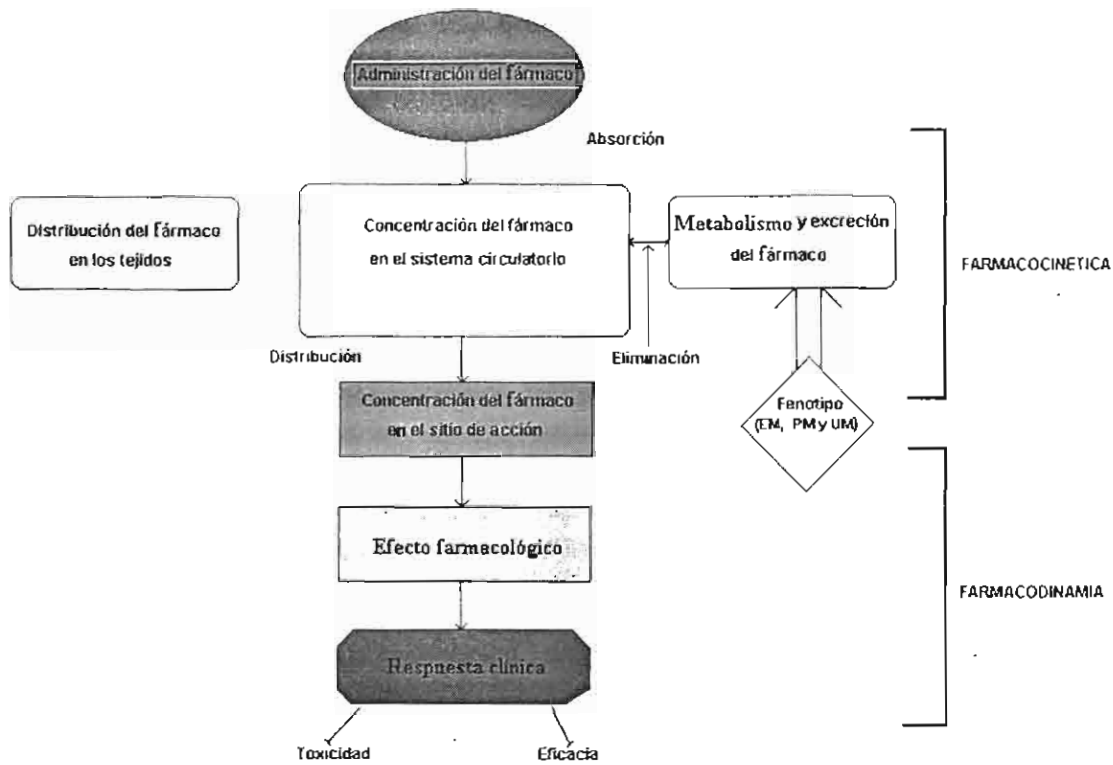 Administración del fármaco
Absorción
Distribución del fármaco
en los tejidos
Concentración del fármaco
en el sistema circulatorio
Metabolismo y excreción
del fármaco
FARMACOCINETICA
Distribución
Eliminación
Concentración del fármaco
en el sitio de acción
Fenotipo
(EM, PM y UM)
Efecto farmacológico
FARMACODINAMIA
Respuesta clínica
Toxicidad
Eficacia